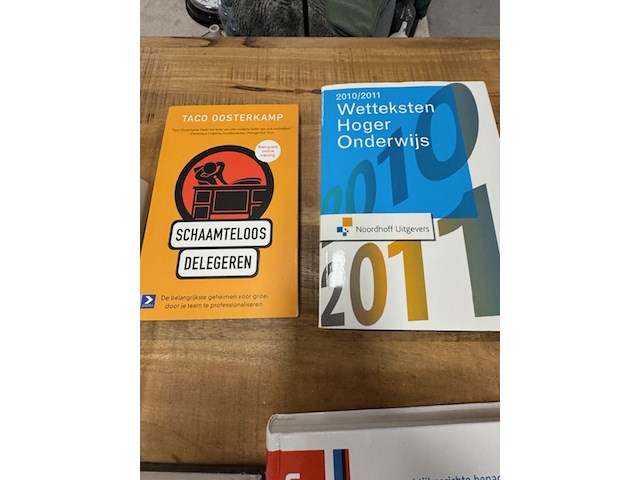 TACO OOSTERKAMP
SCHAAMTELOOS
DELEGEREN
De belangrijkste geheimen voor groei
door je team te professionaliseren
2010/2011
Wetteksten
Hoger
Onderwijs
2010
Noordhoff Uitgevers
2011